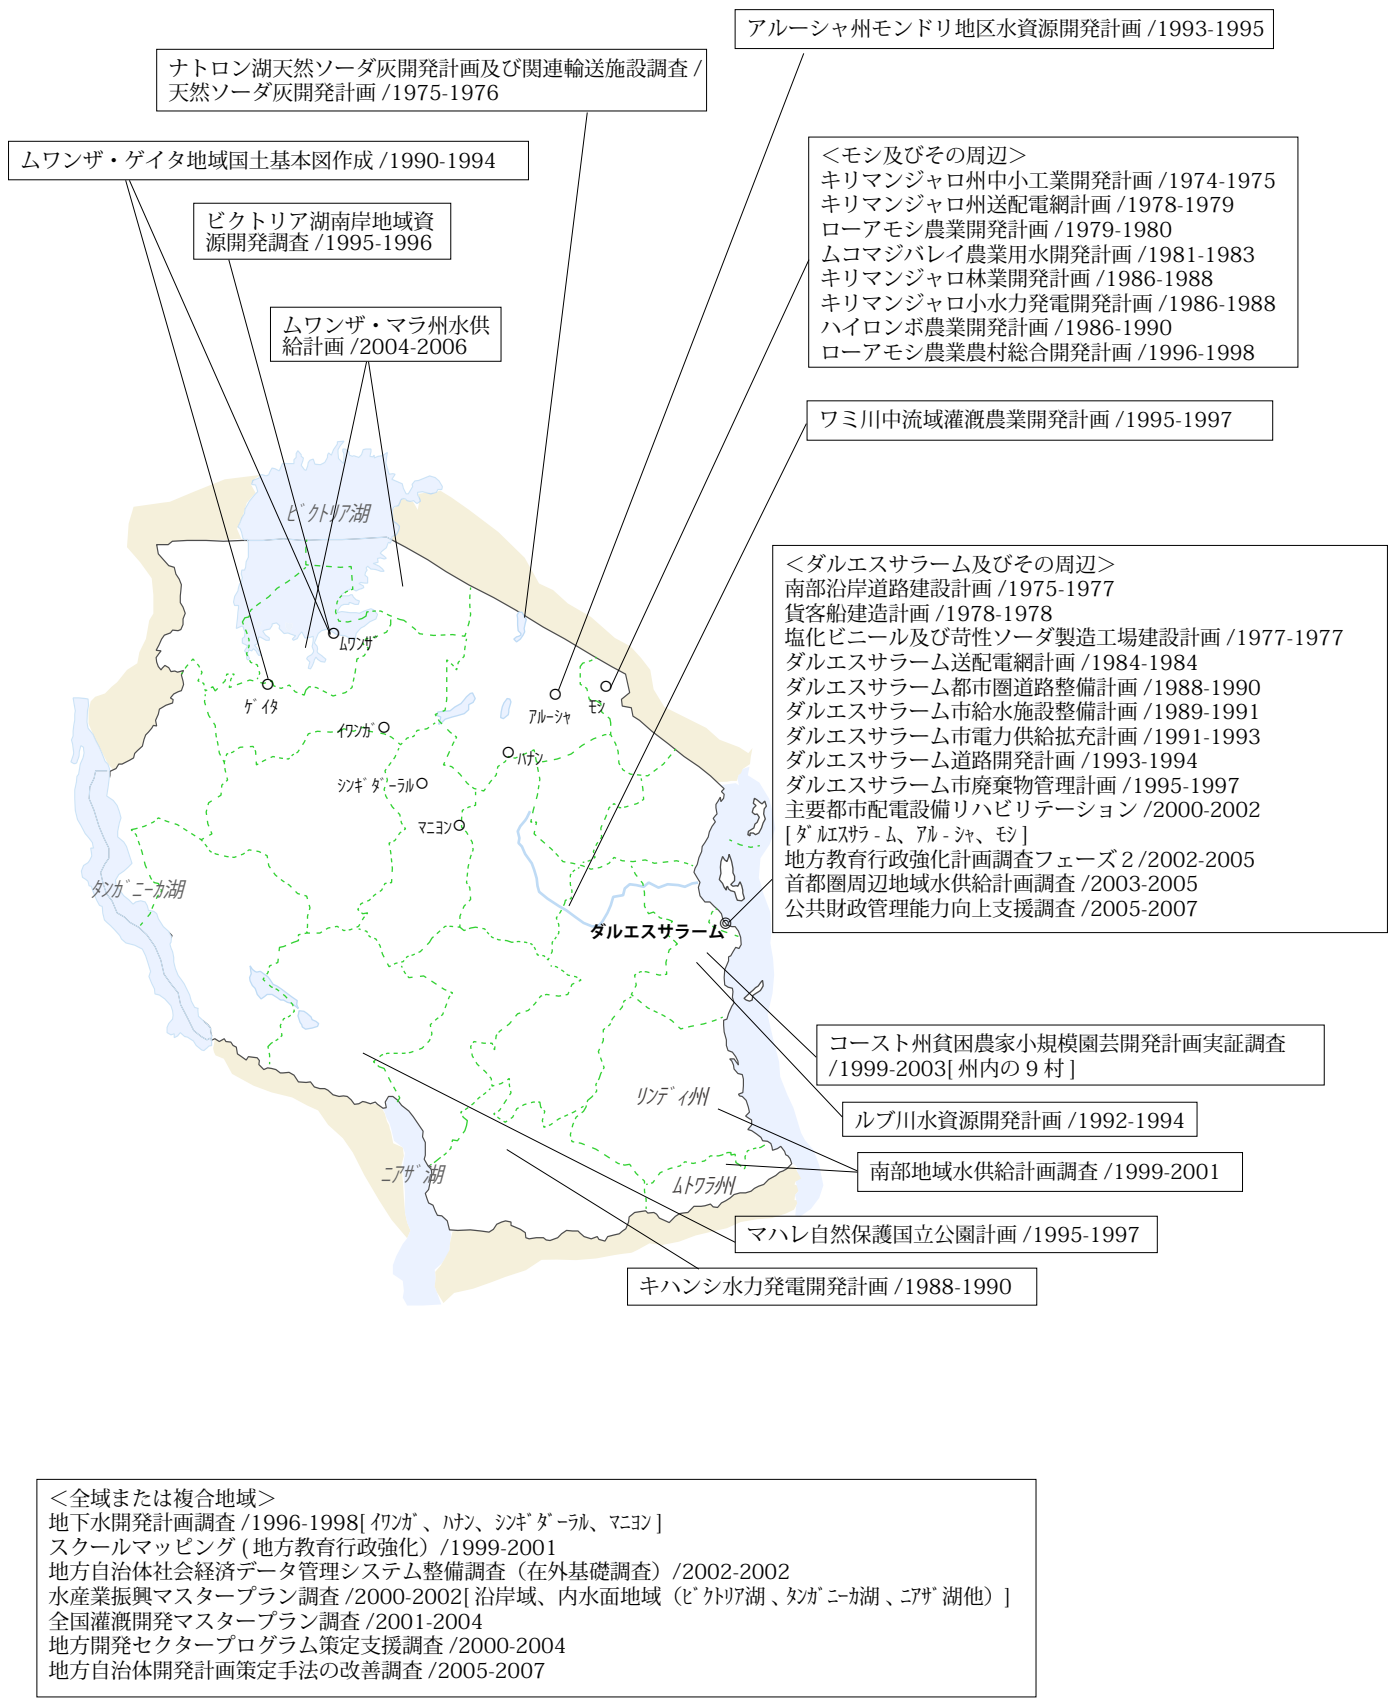 アルーシャ州モンドリ地区水資源開発計画 /1993-1995
ナトロン湖天然ソーダ灰開発計画及び関連輸送施設調査 /
天然ソーダ灰開発計画 /1975-1976
ムワンザ・ゲイタ地域国土基本図作成 /1990-1994
ビクトリア湖南岸地域資
源開発調査 /1995-1996
ムワンザ・マラ州水供
給計画 /2004-2006
＜モシ及びその周辺＞
キリマンジャロ州中小工業開発計画 /1974-1975
キリマンジャロ州送配電網計画 /1978-1979
ローアモシ農業開発計画 /1979-1980
ムコマジバレイ農業用水開発計画 /1981-1983
キリマンジャロ林業開発計画 /1986-1988
キリマンジャロ小水力発電開発計画 /1986-1988
ハイロンボ農業開発計画 /1986-1990
ローアモシ農業農村総合開発計画 /1996-1998
ワミ川中流域灌漑農業開発計画 /1995-1997
ビクトリア湖
ムワンザ
ゲイタ
アルーシャ
モシ
イワンガ
ハナン
シンギダーラル
マニヨン
タンガニーカ湖
ダルエスサラーム
＜ダルエスサラーム及びその周辺＞
南部沿岸道路建設計画 /1975-1977
貨客船建造計画 /1978-1978
塩化ビニール及び苛性ソーダ製造工場建設計画 /1977-1977
ダルエスサラーム送配電網計画 /1984-1984
ダルエスサラーム都市圏道路整備計画 /1988-1990
ダルエスサラーム市給水施設整備計画 /1989-1991
ダルエスサラーム市電力供給拡充計画 /1991-1993
ダルエスサラーム道路開発計画 /1993-1994
ダルエスサラーム市廃棄物管理計画 /1995-1997
主要都市配電設備リハビリテーション /2000-2002
[ ダルエスサラ - ム、アル - シャ、モシ ]
地方教育行政強化計画調査フェーズ２/2002-2005
首都圏周辺地域水供給計画調査 /2003-2005
公共財政管理能力向上支援調査 /2005-2007
コースト州貧困農家小規模園芸開発計画実証調査
/1999-2003[ 州内の 9 村 ]
ルブ川水資源開発計画 /1992-1994
リンディ州
ニアザ湖
ムトワラ州
南部地域水供給計画調査 /1999-2001
マハレ自然保護国立公園計画 /1995-1997
キハンシ水力発電開発計画 /1988-1990
＜全域または複合地域＞
地下水開発計画調査 /1996-1998[ イワンガ、ハナン、シンギダーラル、マニヨン ]
スクールマッピング ( 地方教育行政強化）/1999-2001
地方自治体社会経済データ管理システム整備調査（在外基礎調査）/2002-2002
水産業振興マスタープラン調査 /2000-2002[ 沿岸域、内水面地域（ビクトリア湖 、タンガニーカ湖 、ニアザ湖他）]
全国灌漑開発マスタープラン調査 /2001-2004
地方開発セクタープログラム策定支援調査 /2000-2004
地方自治体開発計画策定手法の改善調査 /2005-2007